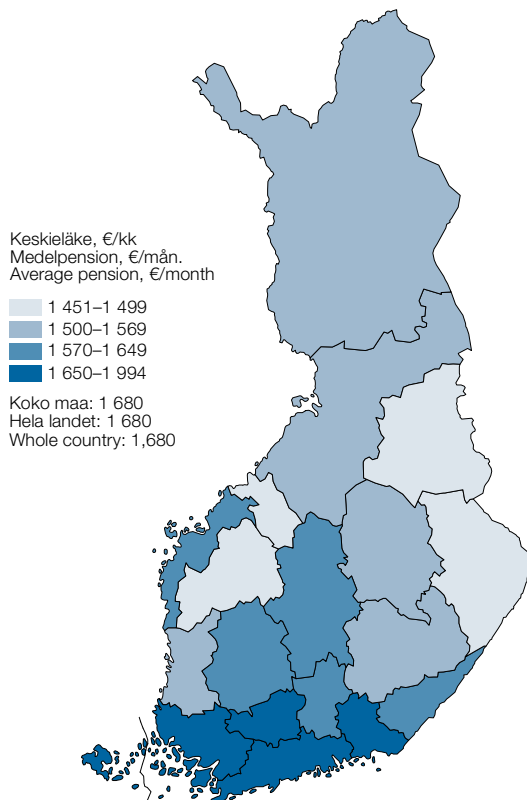 Keskieläke, €/kk
Medelpension, €/mån.
Average pension, €/month
1 451–1 499
1 500–1 569
1 570–1 649
1 650–1 994
Koko maa: 1 680
Hela landet: 1 680
Whole country: 1,680